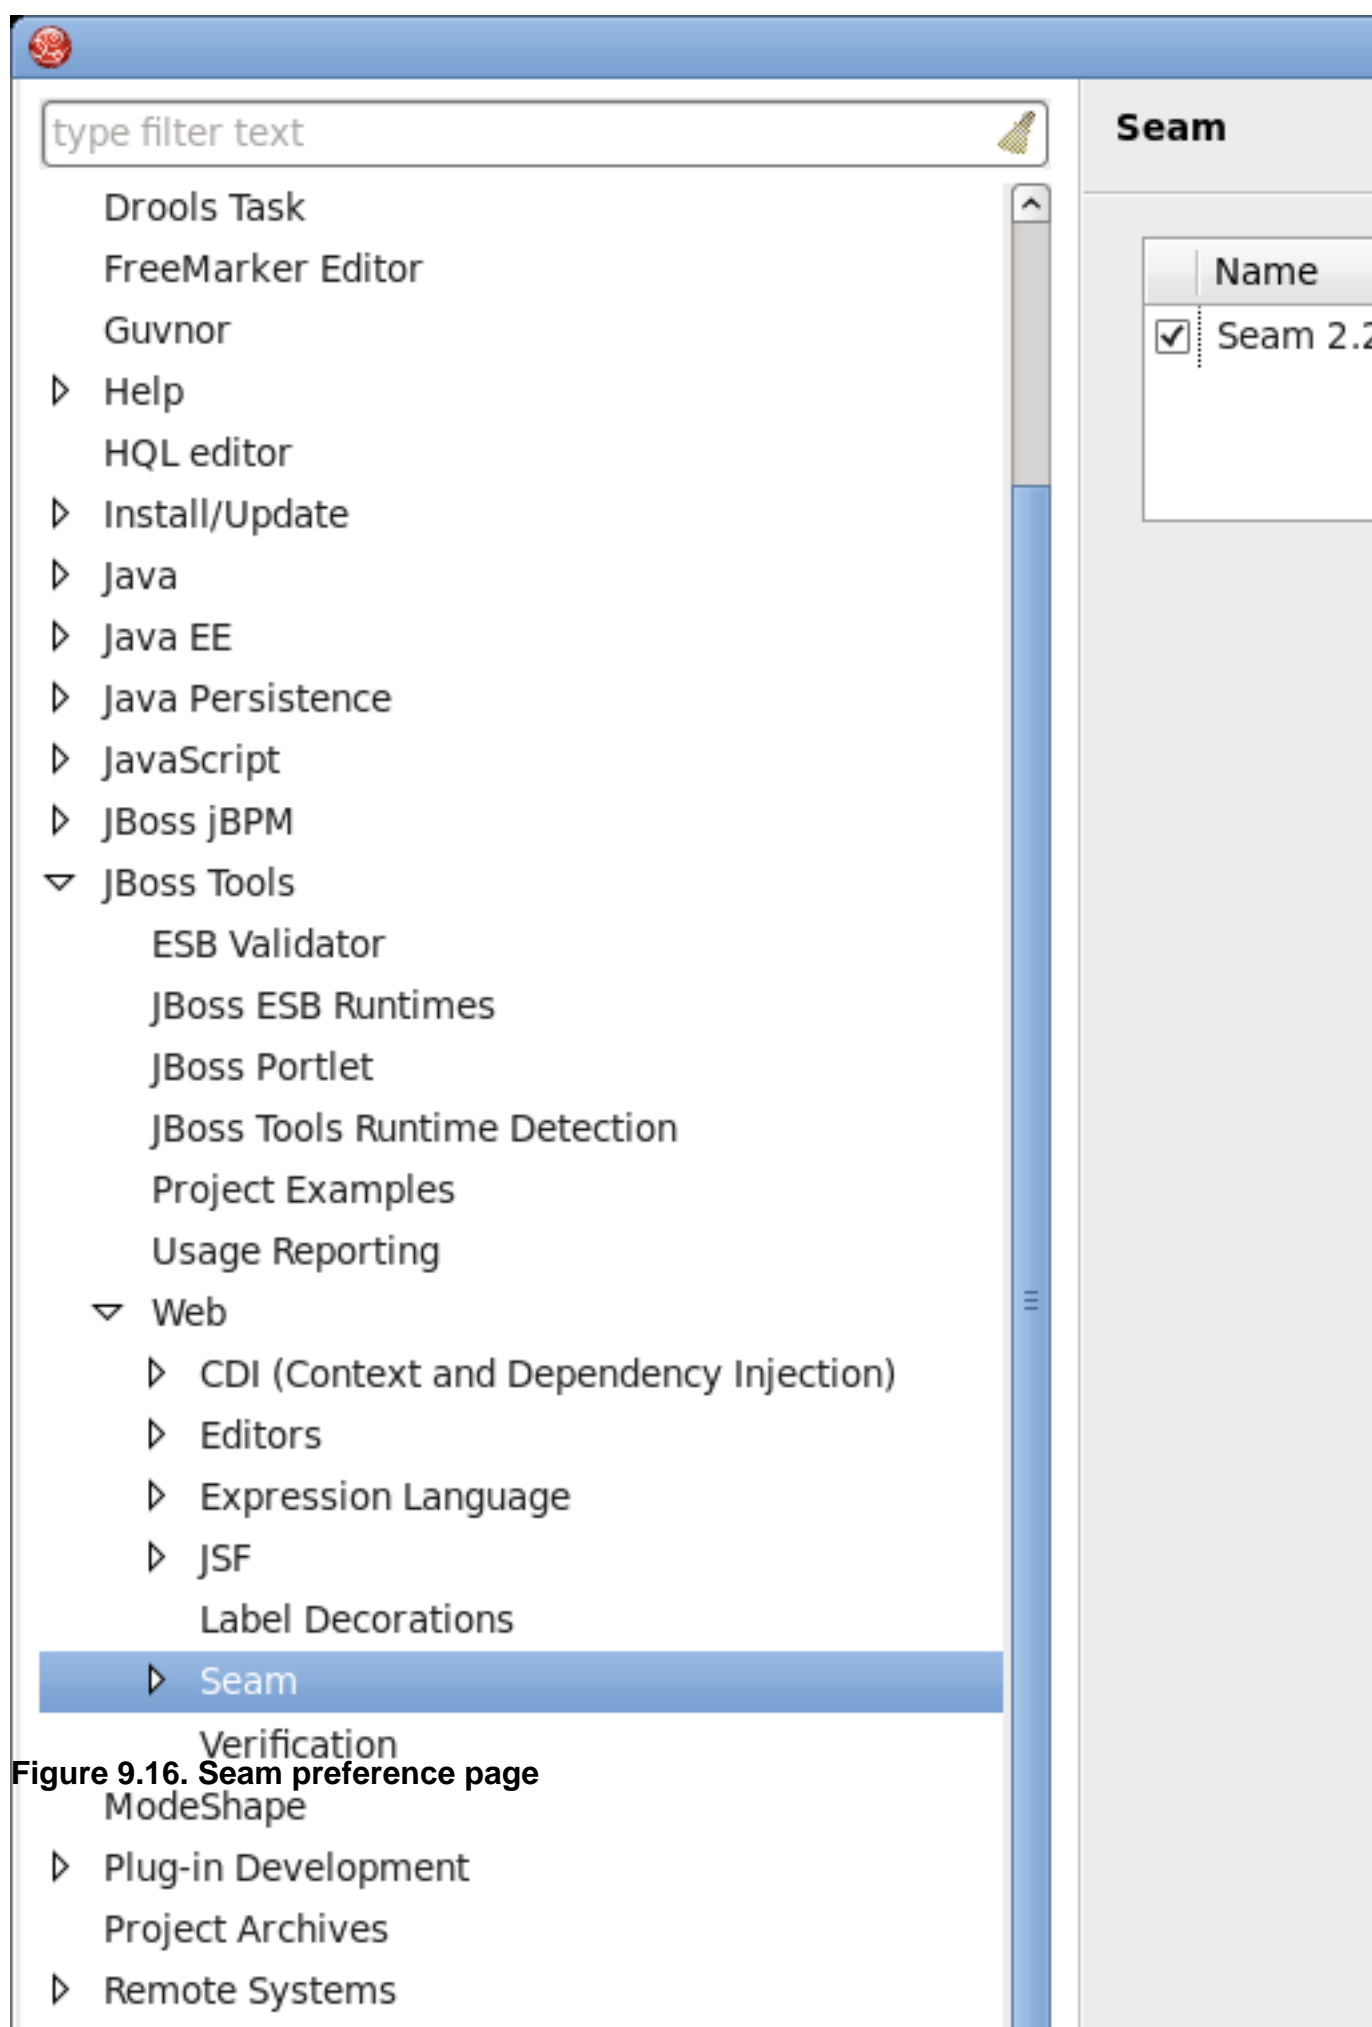 type filter text
Seam
Drools Task
FreeMarker Editor
Name
Guvnor
Seam 2.2
Help
HQL editor
Install/Update
Java
Java EE
Java Persistence
JavaScript
JBoss jBPM
JBoss Tools
ESB Validator
JBoss ESB Runtimes
JBoss Portlet
JBoss Tools Runtime Detection
Project Examples
Usage Reporting
Web
CDI (Context and Dependency Injection)
Editors
Expression Language
JSF
Label Decorations
Seam
Verification
Figure 9.16. Seam preference page
ModeShape
Plug-in Development
Project Archives
Remote Systems